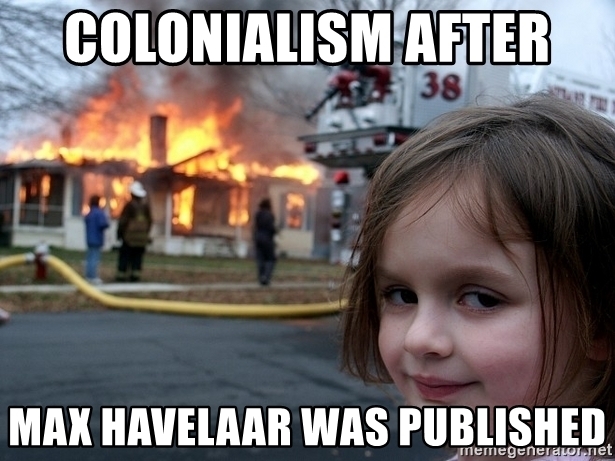 COLONIALISM AFTER
38
MAX HAVELAAR WAS PUBLISHED
memegenerator.net